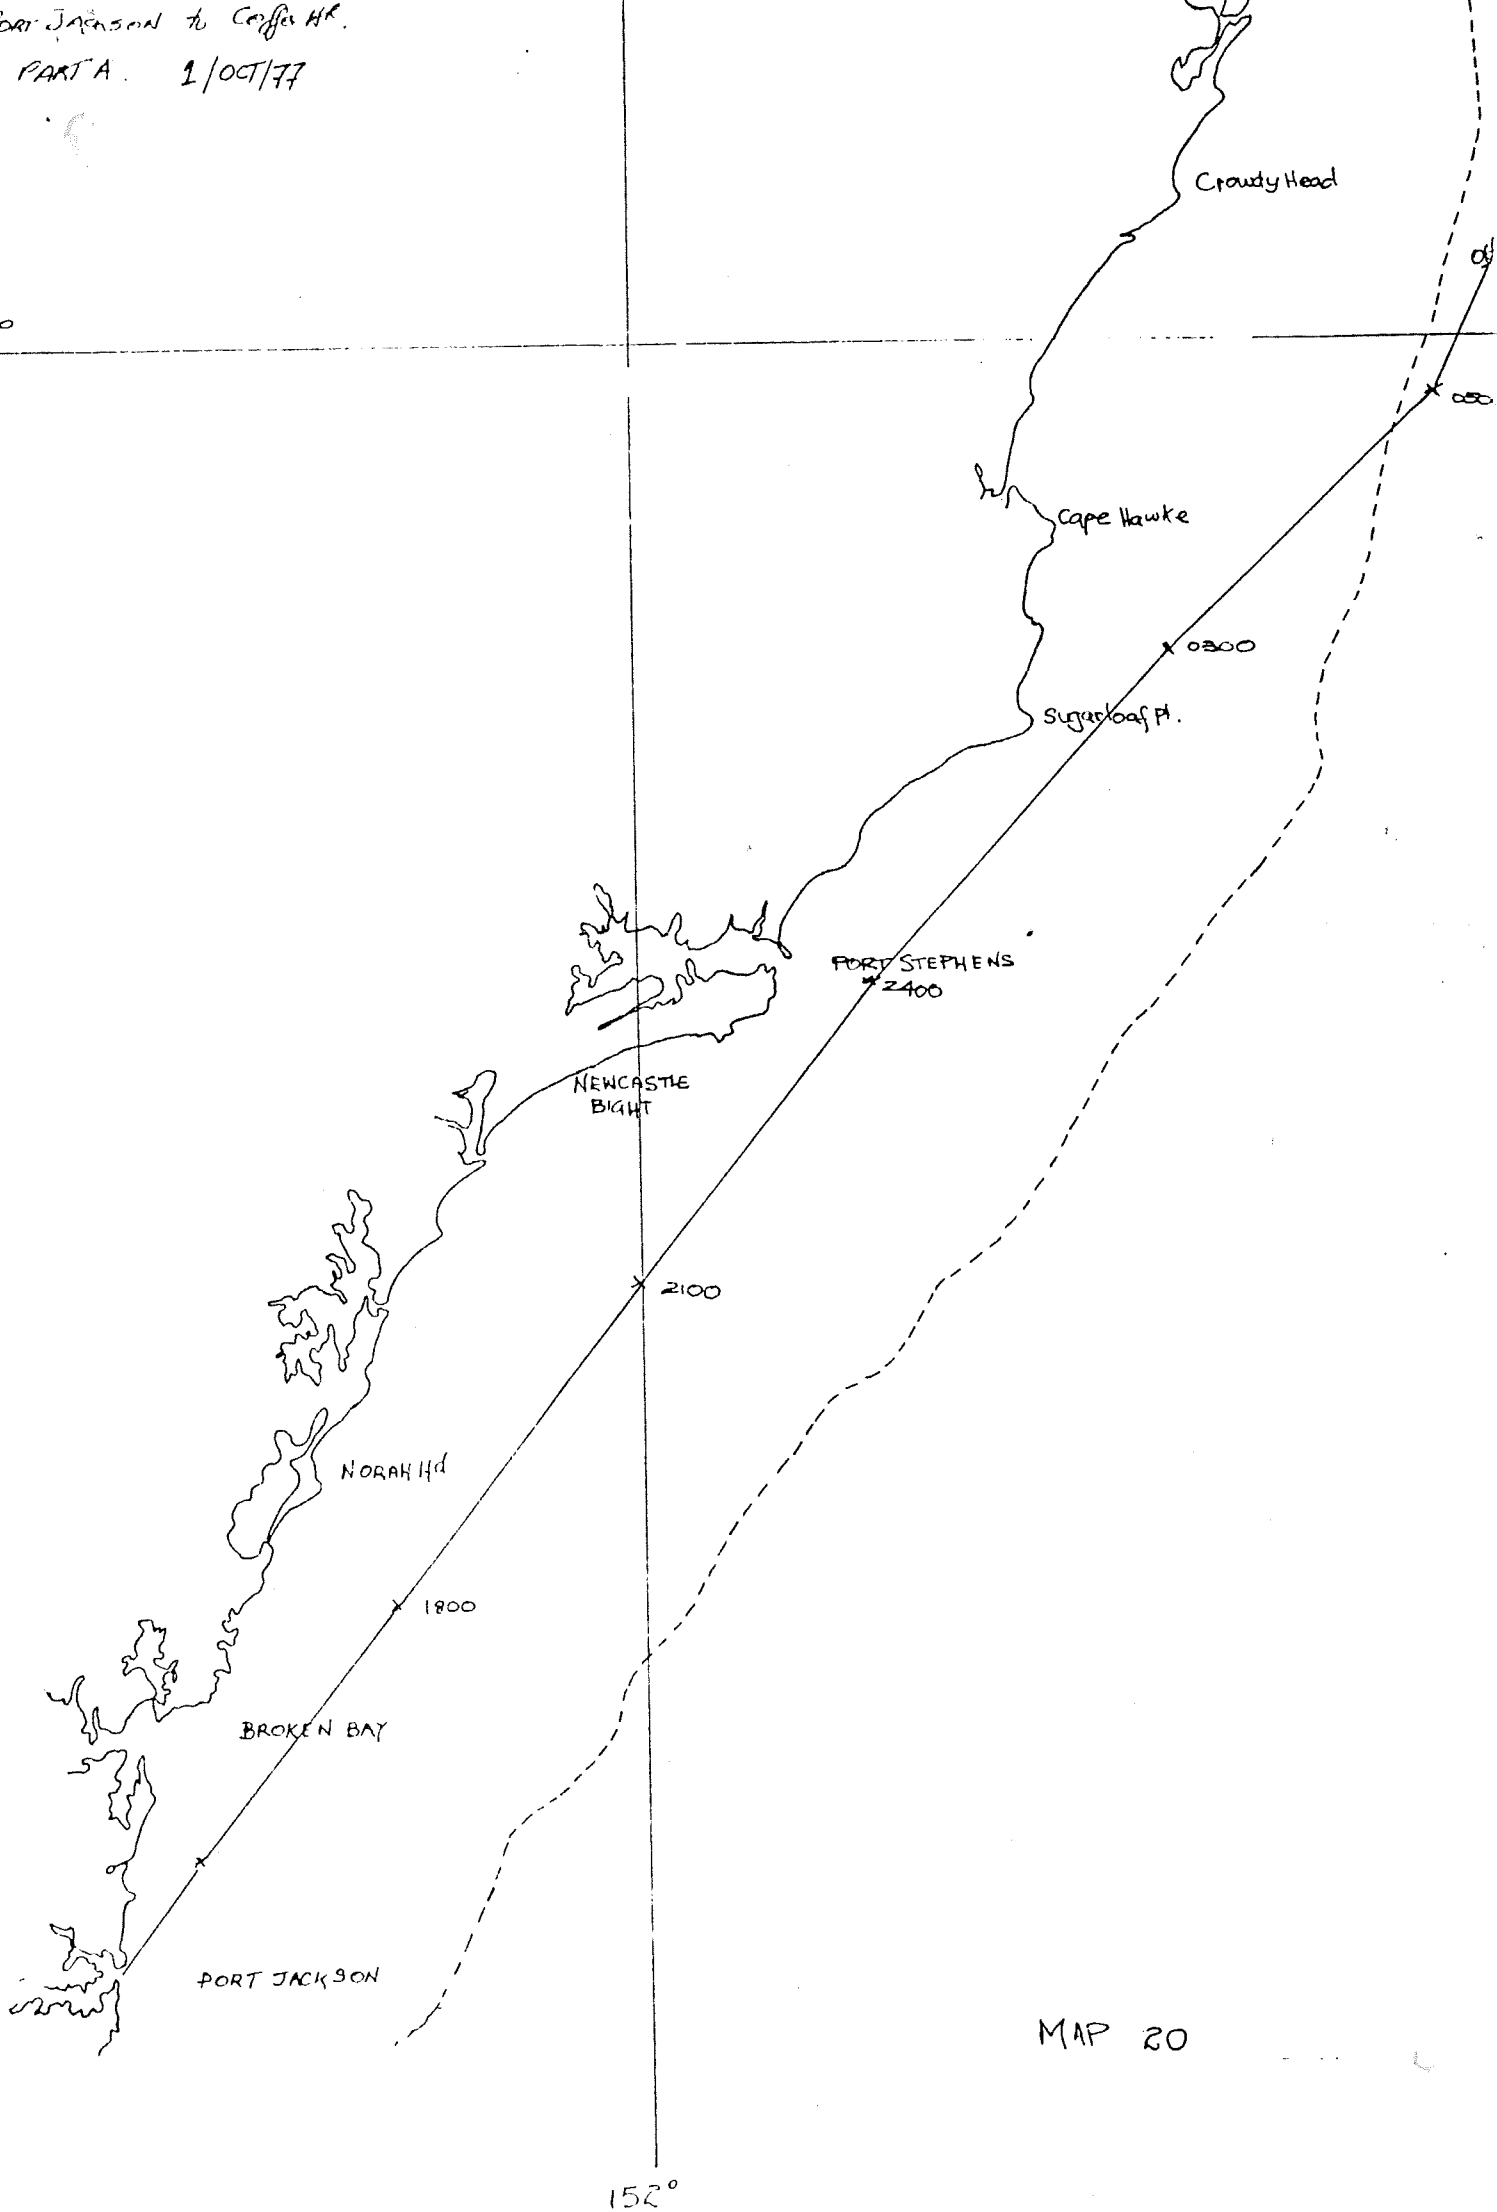 PORT JACKSON to Coffs HR.
PART A. 1/OCT/77
Crowdy Head
Cape Hawke
0300
Sugarloaf Pt.
PORT STEPHENS
2400
NEWCASTLE
BIGHT
2100
NORAH Hd
1800
BROKEN BAY
PORT JACKSON
MAP 20
152°